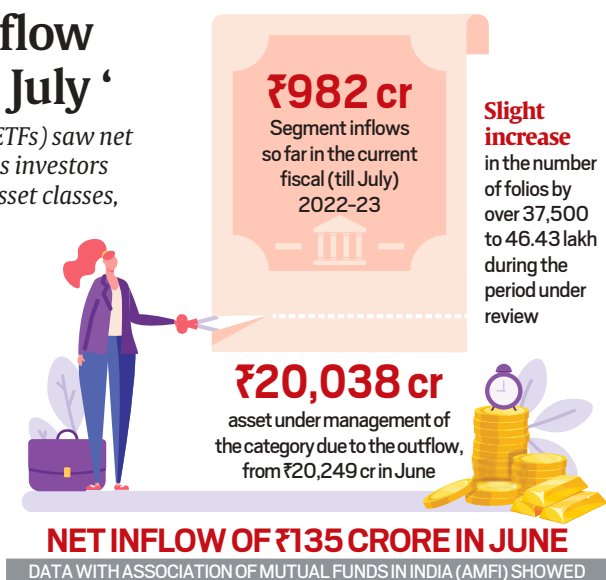 flow
July ‘
ETFs) saw net
s investors
sset classes,
₹982 cr
Segment inflows
so far in the current
fiscal (till July)
2022-23
Slight
increase
in the number
of folios by
over 37,500
to 46.43 lakh
during the
period under
review
₹20,038 cr
asset under management of
the category due to the outflow,
from ₹20,249 cr in June
NET INFLOW OF ₹135 CRORE IN JUNE
DATA WITH ASSOCIATION OF MUTUAL FUNDS IN INDIA (AMFI) SHOWED